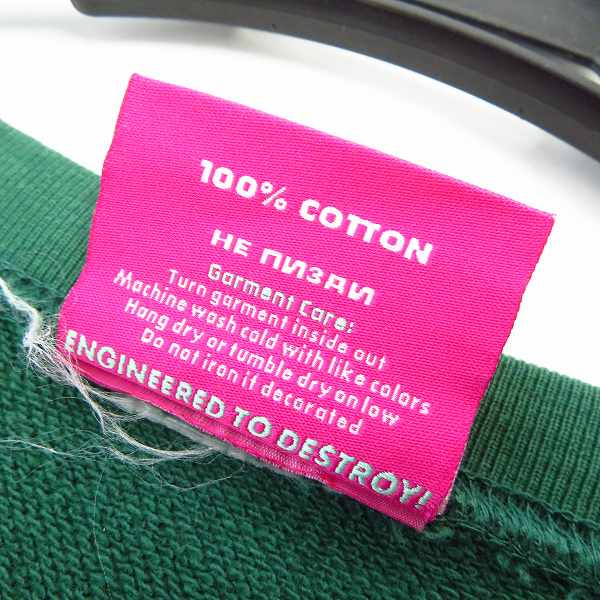 100% COTTON
НЕ ПИЗДИ
Garment Care:
Turn garment inside out
Machine wash cold with like colors
Hang dry or tumble dry on low
Do not iron if decorated
ENGINEERED TO DESTROY!